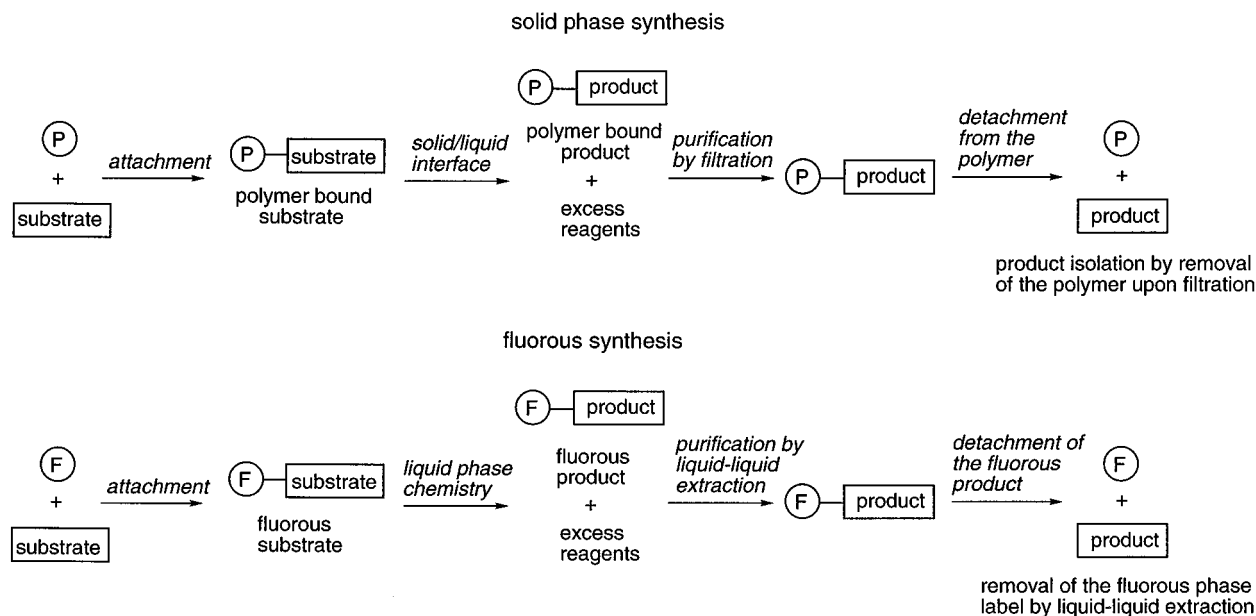 solid phase synthesis
P
+
substrate
attachment
P
substrate
polymer bound
substrate
solid/liquid
interface
P
product
polymer bound
product
+
excess
reagents
purification
by filtration
P
product
detachment
from the
polymer
P
+
product
product isolation by removal
of the polymer upon filtration
fluorous synthesis
F
+
substrate
attachment
F
substrate
fluorous
substrate
liquid phase
chemistry
F
product
fluorous
product
+
excess
reagents
purification by
liquid-liquid
extraction
F
product
detachment of
the fluorous
product
F
+
product
removal of the fluorous phase
label by liquid-liquid extraction